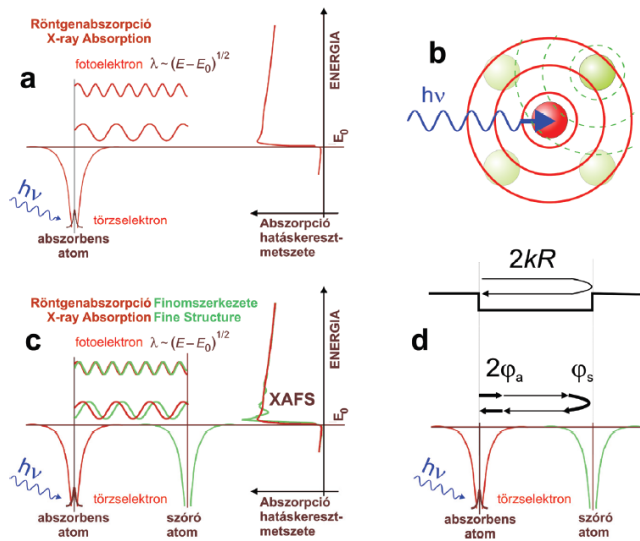 Röntgenabszorpció
X-ray Absorption
a
fotoelektron λ~(E−E₀)¹/²
ENERGIA
E₀
hν
törzselektron
abszorbens
atom
Abszorpció
hatáskereszt-
metszete
b
hν
Röntgenabszorpció Finomszerkezete
X-ray Absorption Fine Structure
c
fotoelektron λ~(E−E₀)¹/²
ENERGIA
XAFS
E₀
hν
törzselektron
abszorbens
atom
szóró
atom
Abszorpció
hatáskereszt-
metszete
2kR
d
2φₐ
φₛ
hν
törzselektron
abszorbens
atom
szóró
atom